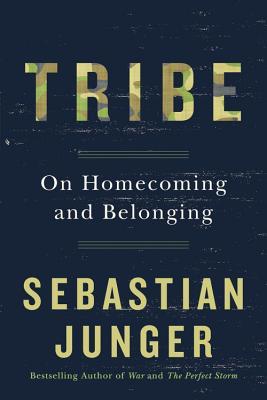 TRIBE
On Homecoming
and Belonging
SEBASTIAN
JUNGER
Bestselling Author of War and The Perfect Storm